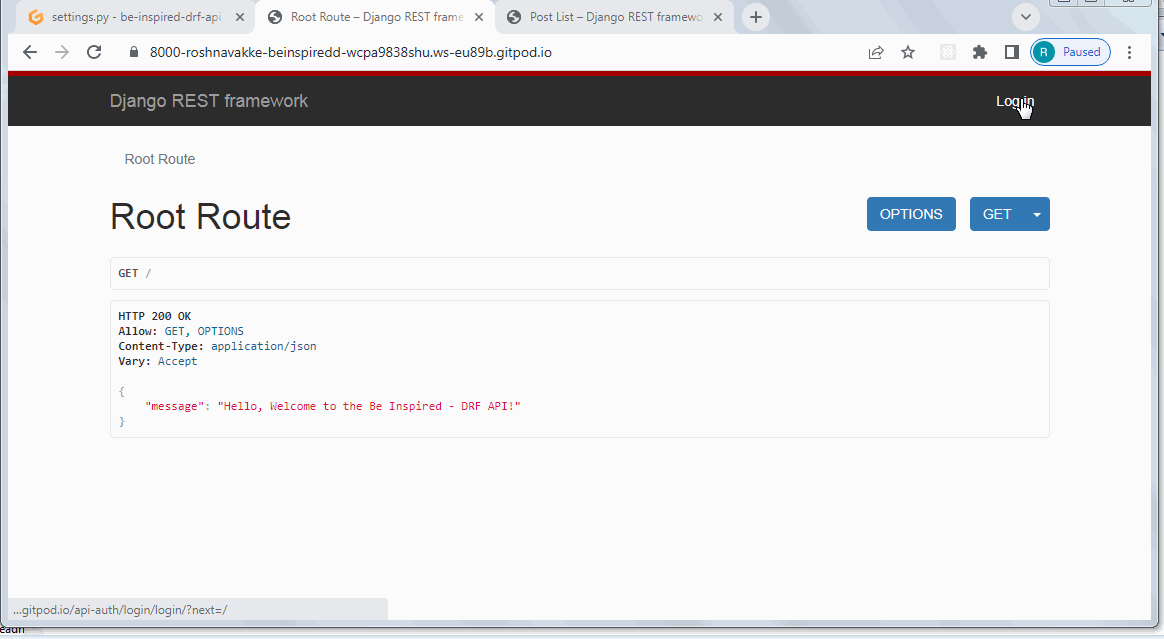 settings.py - be-inspired-drf-api
Root Route – Django REST frame
Post List – Django REST framewo
8000-roshnavakke-beinspiredd-wcpa9838shu.ws-eu89b.gitpod.io
R
Paused
Django REST framework
Log in
Root Route
Root Route
OPTIONS
GET
GET /
HTTP 200 OK
Allow: GET, OPTIONS
Content-Type: application/json
Vary: Accept
{
"message": "Hello, Welcome to the Be Inspired - DRF API!"
}
...gitpod.io/api-auth/login/login/?next=/